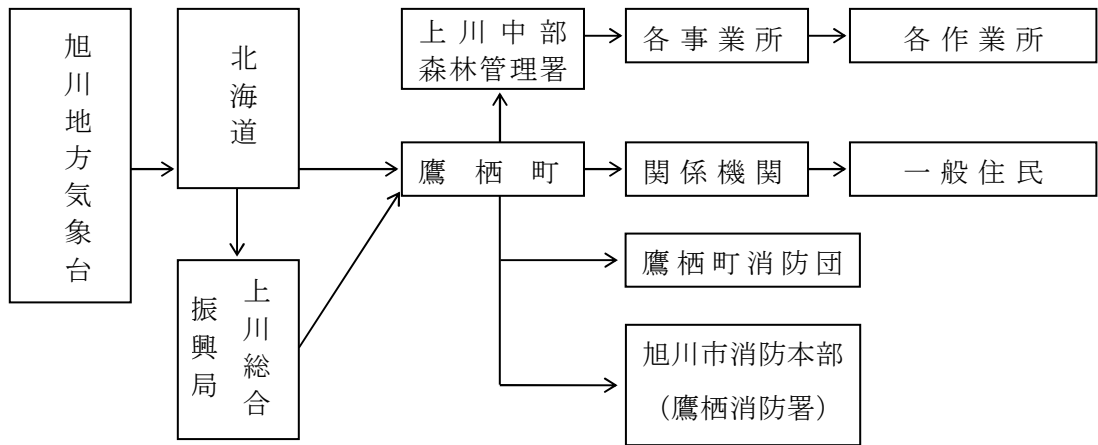 旭川地方気象台
北海道
上川総合
振興局
上川中部
森林管理署
各事業所
各作業所
鷹栖町
関係機関
一般住民
鷹栖町消防団
旭川市消防本部
（鷹栖消防署）